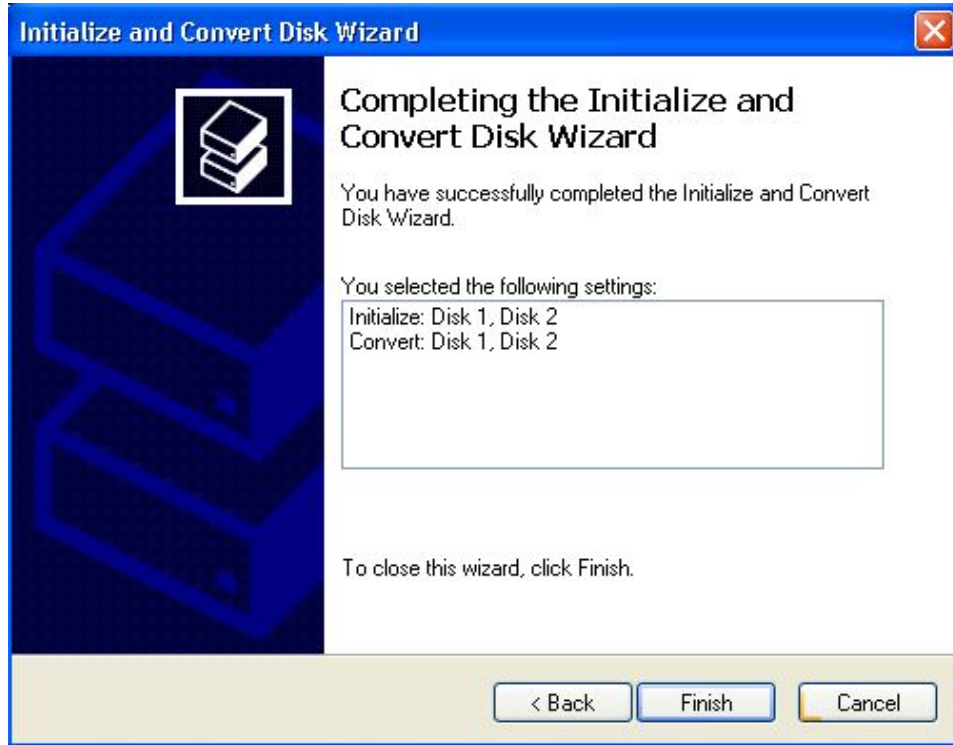 Initialize and Convert Disk Wizard
Completing the Initialize and
Convert Disk Wizard
You have successfully completed the Initialize and Convert
Disk Wizard.
You selected the following settings:
Initialize: Disk 1, Disk 2
Convert: Disk 1, Disk 2
To close this wizard, click Finish.
< Back Finish Cancel